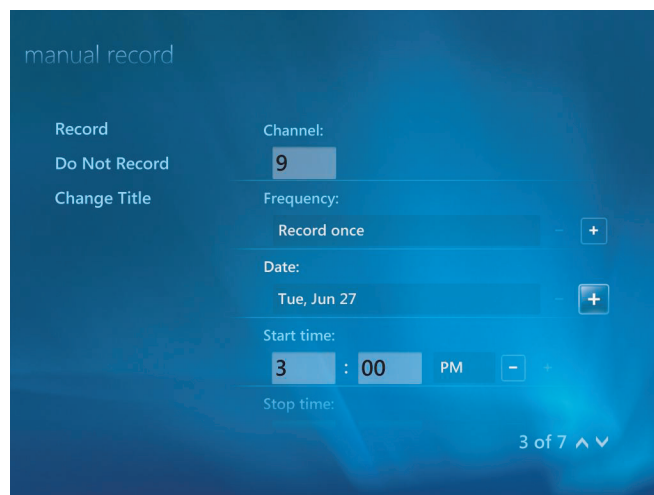 manual record
Record
Do Not Record
Change Title
Channel:
9
Frequency:
Record once - +
Date:
Tue, Jun 27 - +
Start time:
3 : 00 PM - +
Stop time:
3 of 7